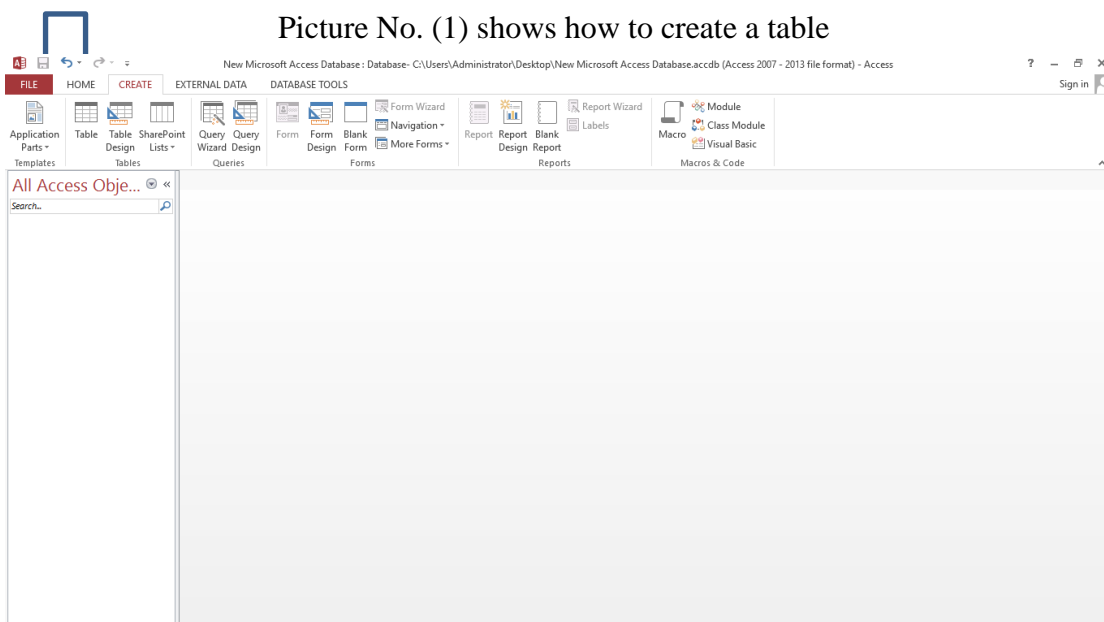 Picture No. (1) shows how to create a table
New Microsoft Access Database : Database- C:\Users\Administrator\Desktop\New Microsoft Access Database.accdb (Access 2007 - 2013 file format) - Access
FILE HOME CREATE EXTERNAL DATA DATABASE TOOLS Sign in
Application Parts
Table
Table Design
SharePoint Lists
Query Wizard
Query Design
Form
Form Design
Blank Form
Form Wizard
Navigation
More Forms
Report
Report Design
Blank Report
Report Wizard
Labels
Macro
Module
Class Module
Visual Basic
Templates Tables Queries Forms Reports Macros & Code
All Access Obje...
Search...